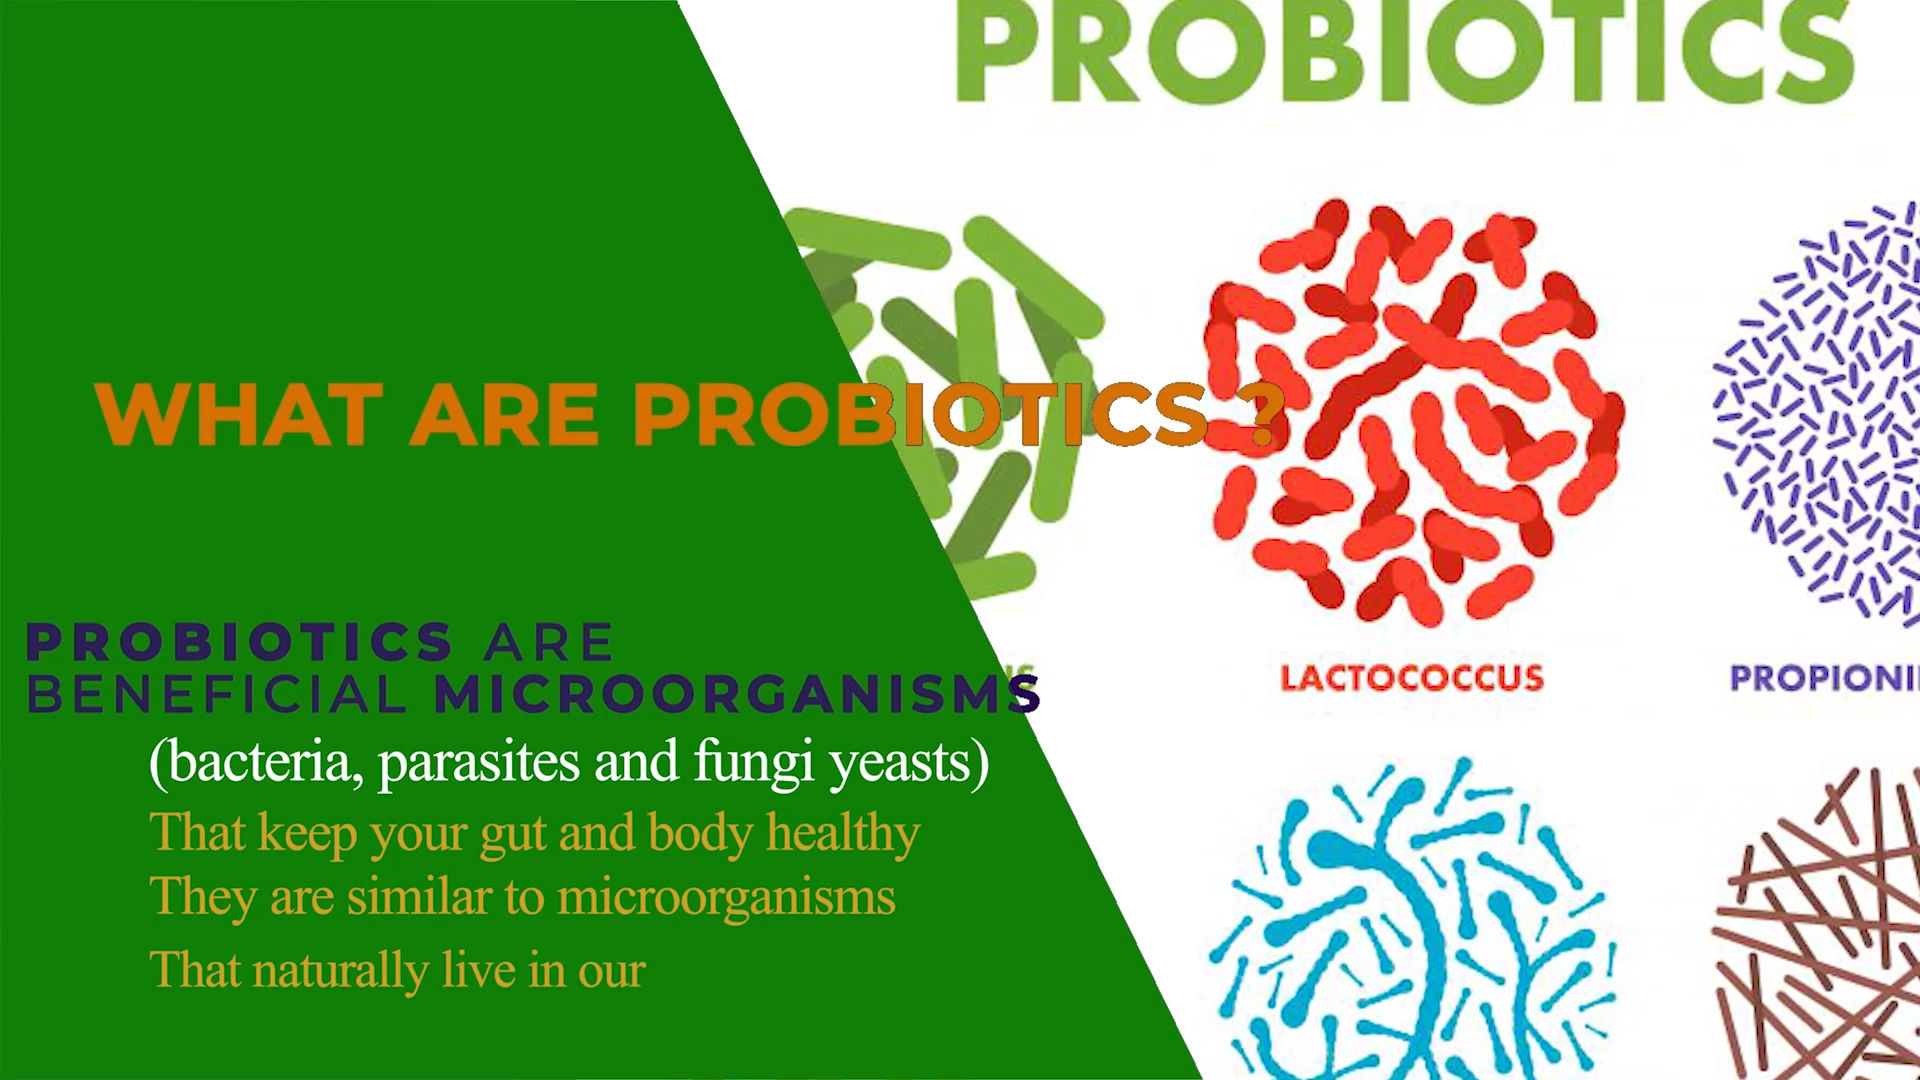 PROBIOTICS
WHAT ARE PROBIOTICS ?
PROBIOTICS ARE
BENEFICIAL MICROORGANISMS
(bacteria, parasites and fungi yeasts)
That keep your gut and body healthy
They are similar to microorganisms
That naturally live in our
LACTOCOCCUS